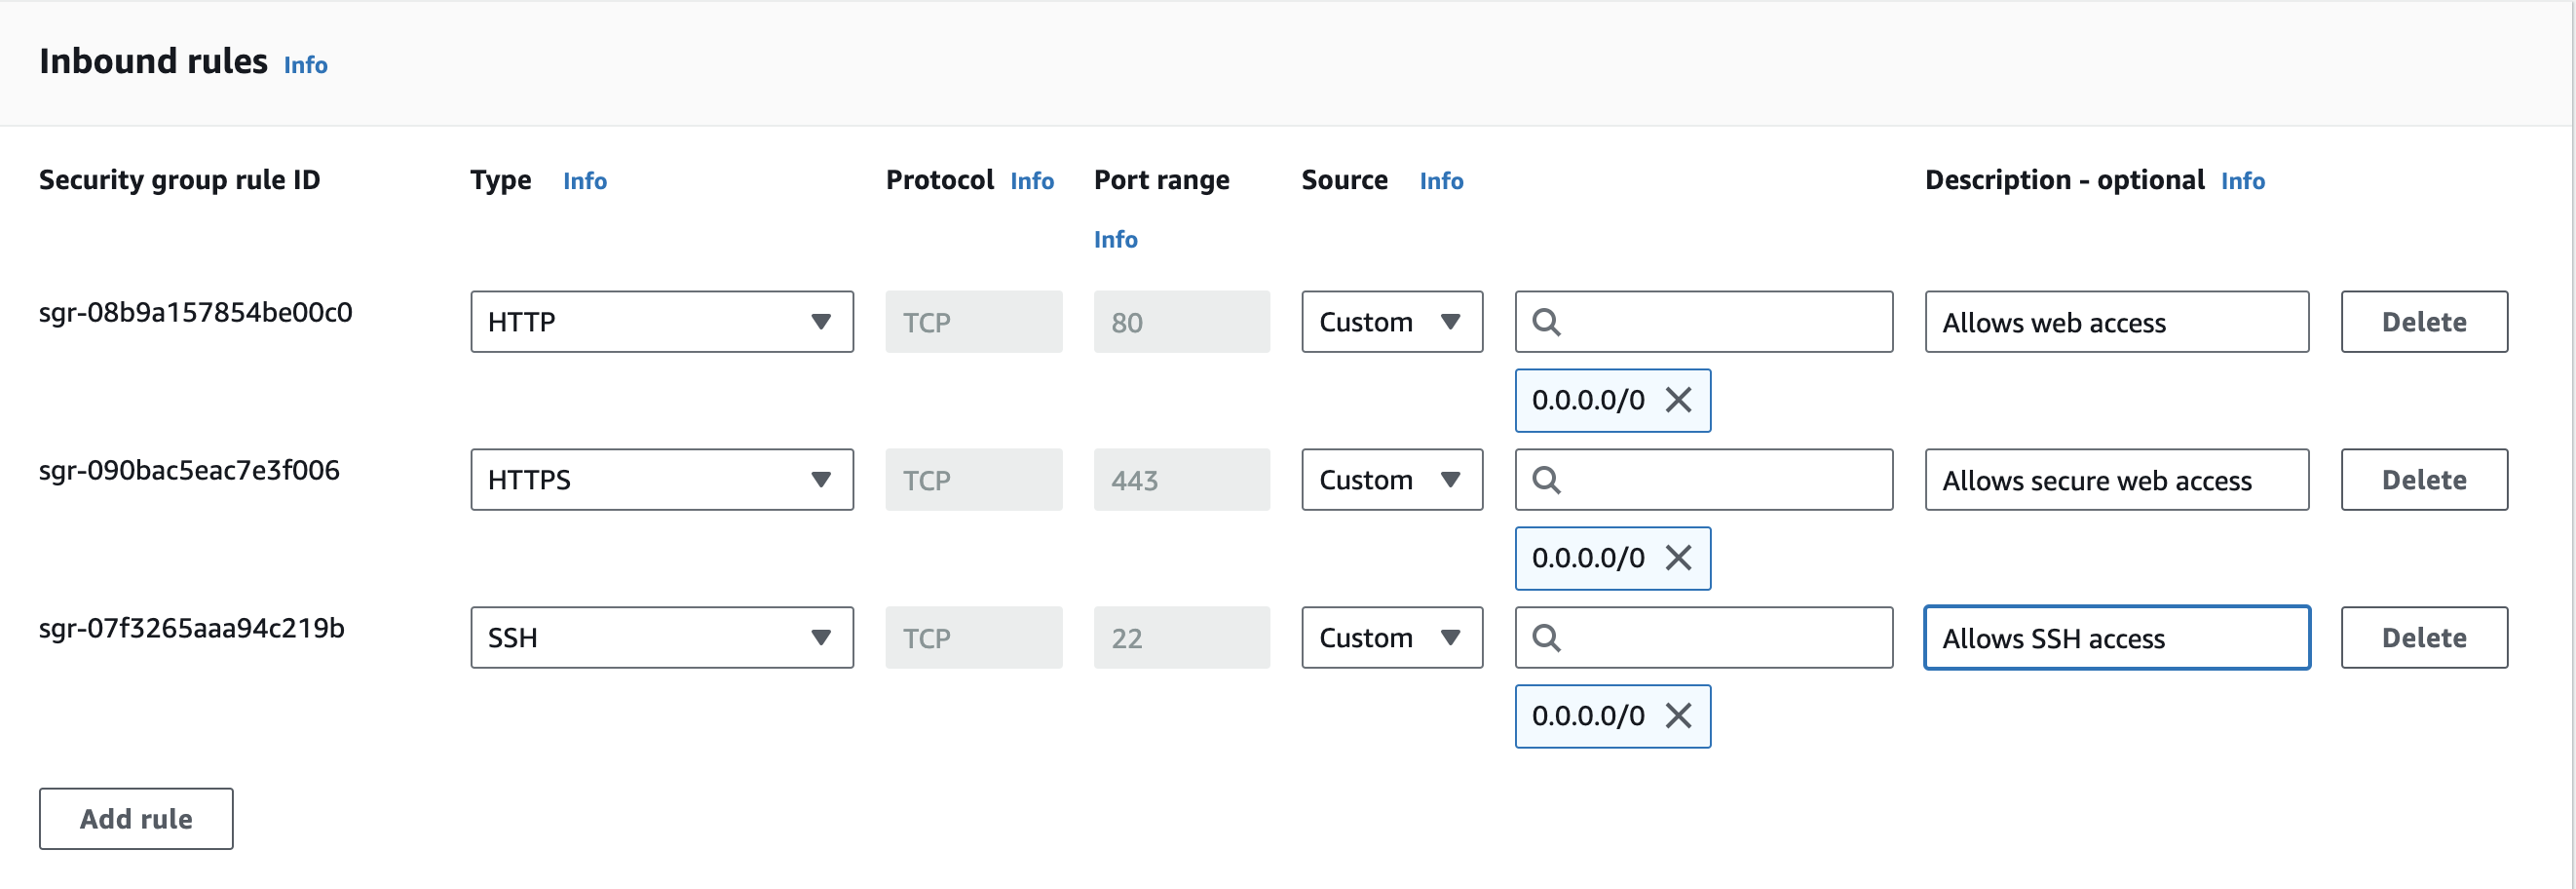 Inbound rules Info
Security group rule ID Type Info Protocol Info Port range Info Source Info Description - optional Info
sgr-08b9a157854be00c0 HTTP TCP 80 Custom Allows web access Delete
0.0.0.0/0
sgr-090bac5eac7e3f006 HTTPS TCP 443 Custom Allows secure web access Delete
0.0.0.0/0
sgr-07f3265aaa94c219b SSH TCP 22 Custom Allows SSH access Delete
0.0.0.0/0
Add rule